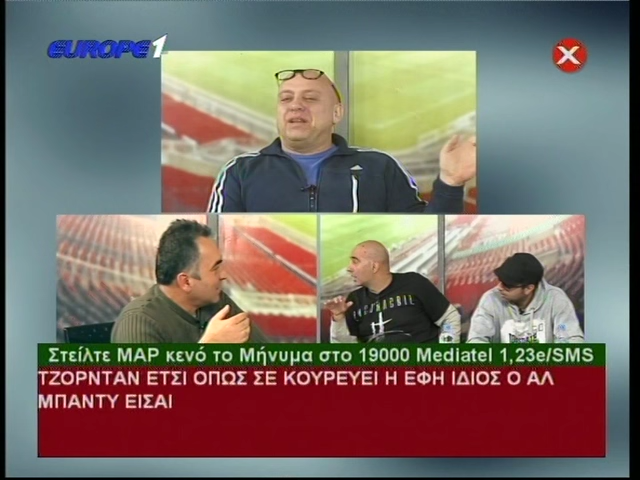 EUROPE1
X
Στείλτε ΜΑΡ κενό το Μήνυμα στο 19000 Mediatel 1,23e/SMS
ΤΖΟΡΝΤΑΝ ΕΤΣΙ ΟΠΩΣ ΣΕ ΚΟΥΡΕΥΕΙ Η ΕΦΗ ΙΔΙΟΣ Ο ΑΛ
ΜΠΑΝΤΥ ΕΙΣΑΙ